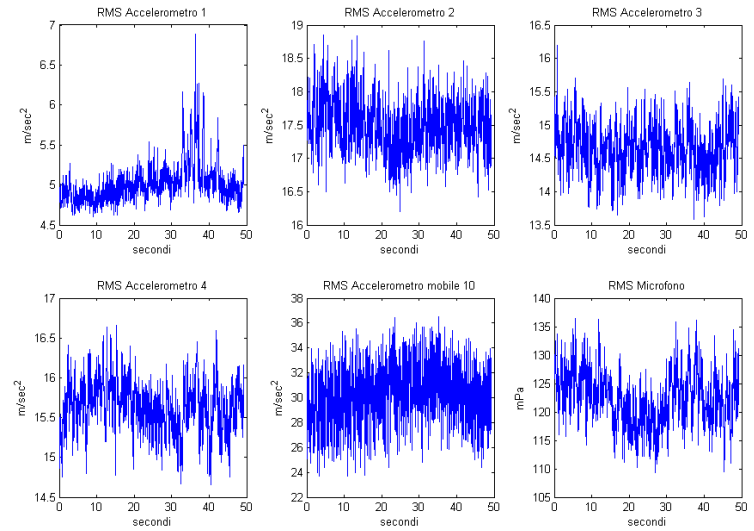 RMS Accelerometro 1
7
6.5
6
5.5
5
4.5
m/sec²
0 10 20 30 40 50
secondi
RMS Accelerometro 2
19
18.5
18
17.5
17
16.5
16
m/sec²
0 10 20 30 40 50
secondi
RMS Accelerometro 3
16.5
16
15.5
15
14.5
14
13.5
m/sec²
0 10 20 30 40 50
secondi
RMS Accelerometro 4
17
16.5
16
15.5
15
14.5
m/sec²
0 10 20 30 40 50
secondi
RMS Accelerometro mobile 10
38
36
34
32
30
28
26
24
22
m/sec²
0 10 20 30 40 50
secondi
RMS Microfono
140
135
130
125
120
115
110
105
mPa
0 10 20 30 40 50
secondi